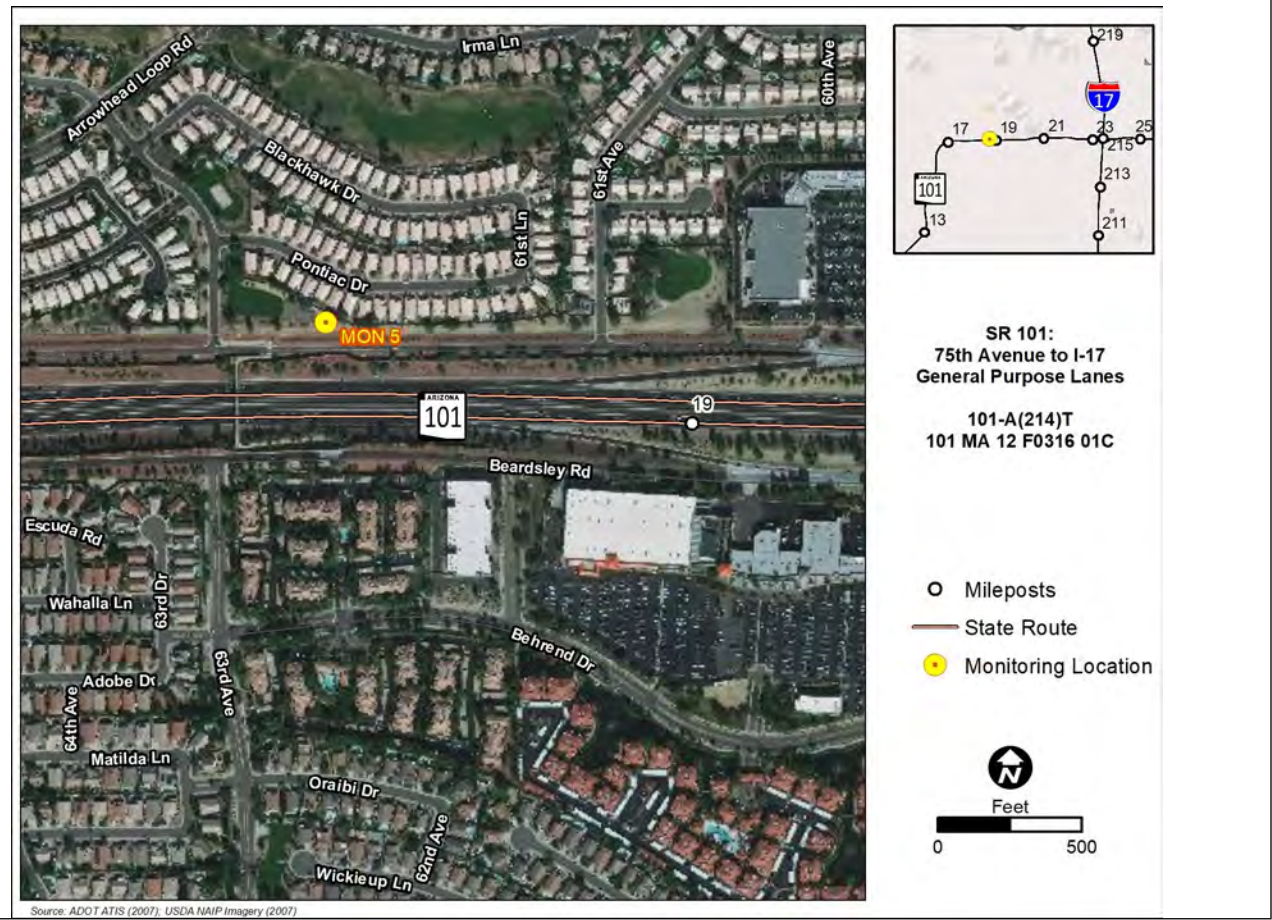 Irma Ln
60th Ave
Arrowhead Loop Rd
Blackhawk Dr
61st Ave
61st Ln
Pontiac Dr
MON 5
ARIZONA
101
19
Beardsley Rd
Escuda Rd
63rd Dr
Wahalla Ln
Behrend Dr
63rd Ave
Adobe Dr
64th Ave
Matilda Ln
Oraibi Dr
62nd Ave
Wickieup Ln
Source: ADOT ATIS (2007); USDA NAIP Imagery (2007)
219
17
17
19
21
23
25
215
ARIZONA
101
213
13
211
SR 101:
75th Avenue to I-17
General Purpose Lanes
101-A(214)T
101 MA 12 F0316 01C
Mileposts
State Route
Monitoring Location
N
Feet
0 500